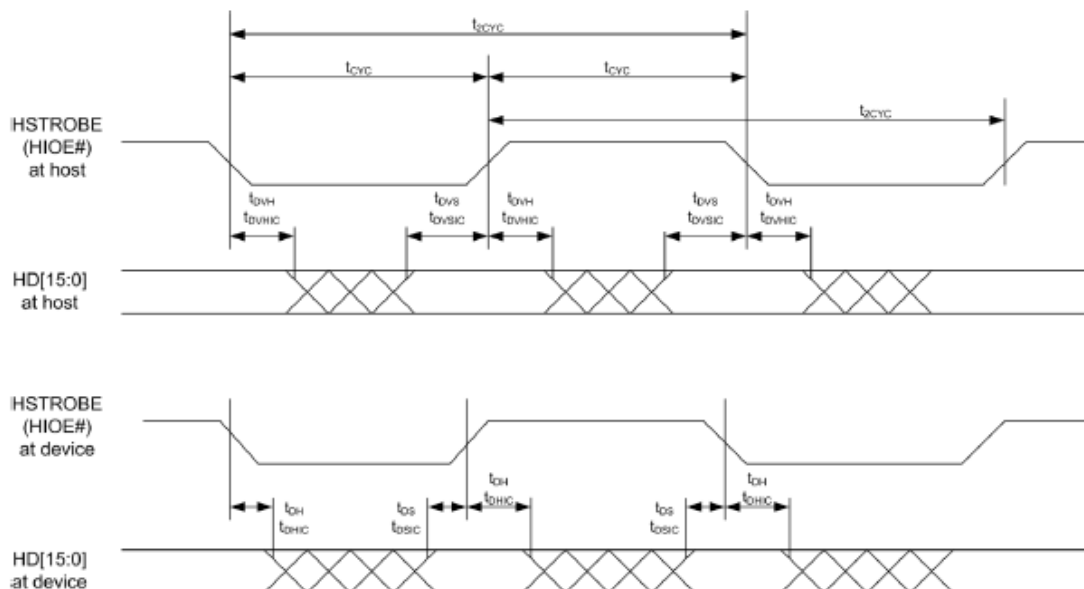 t2CYC
tCYC
tCYC
t2CYC
HSTROBE
(HIOE#)
at host
tDVH
tDVHIC
tDVS
tDVSIC
tDVH
tDVHIC
tDVS
tDVSIC
tDVH
tDVHIC
HD[15:0]
at host
HSTROBE
(HIOE#)
at device
tDH
tDHIC
tDS
tDSIC
tDH
tDHIC
tDS
tDSIC
tDH
tDHIC
HD[15:0]
at device